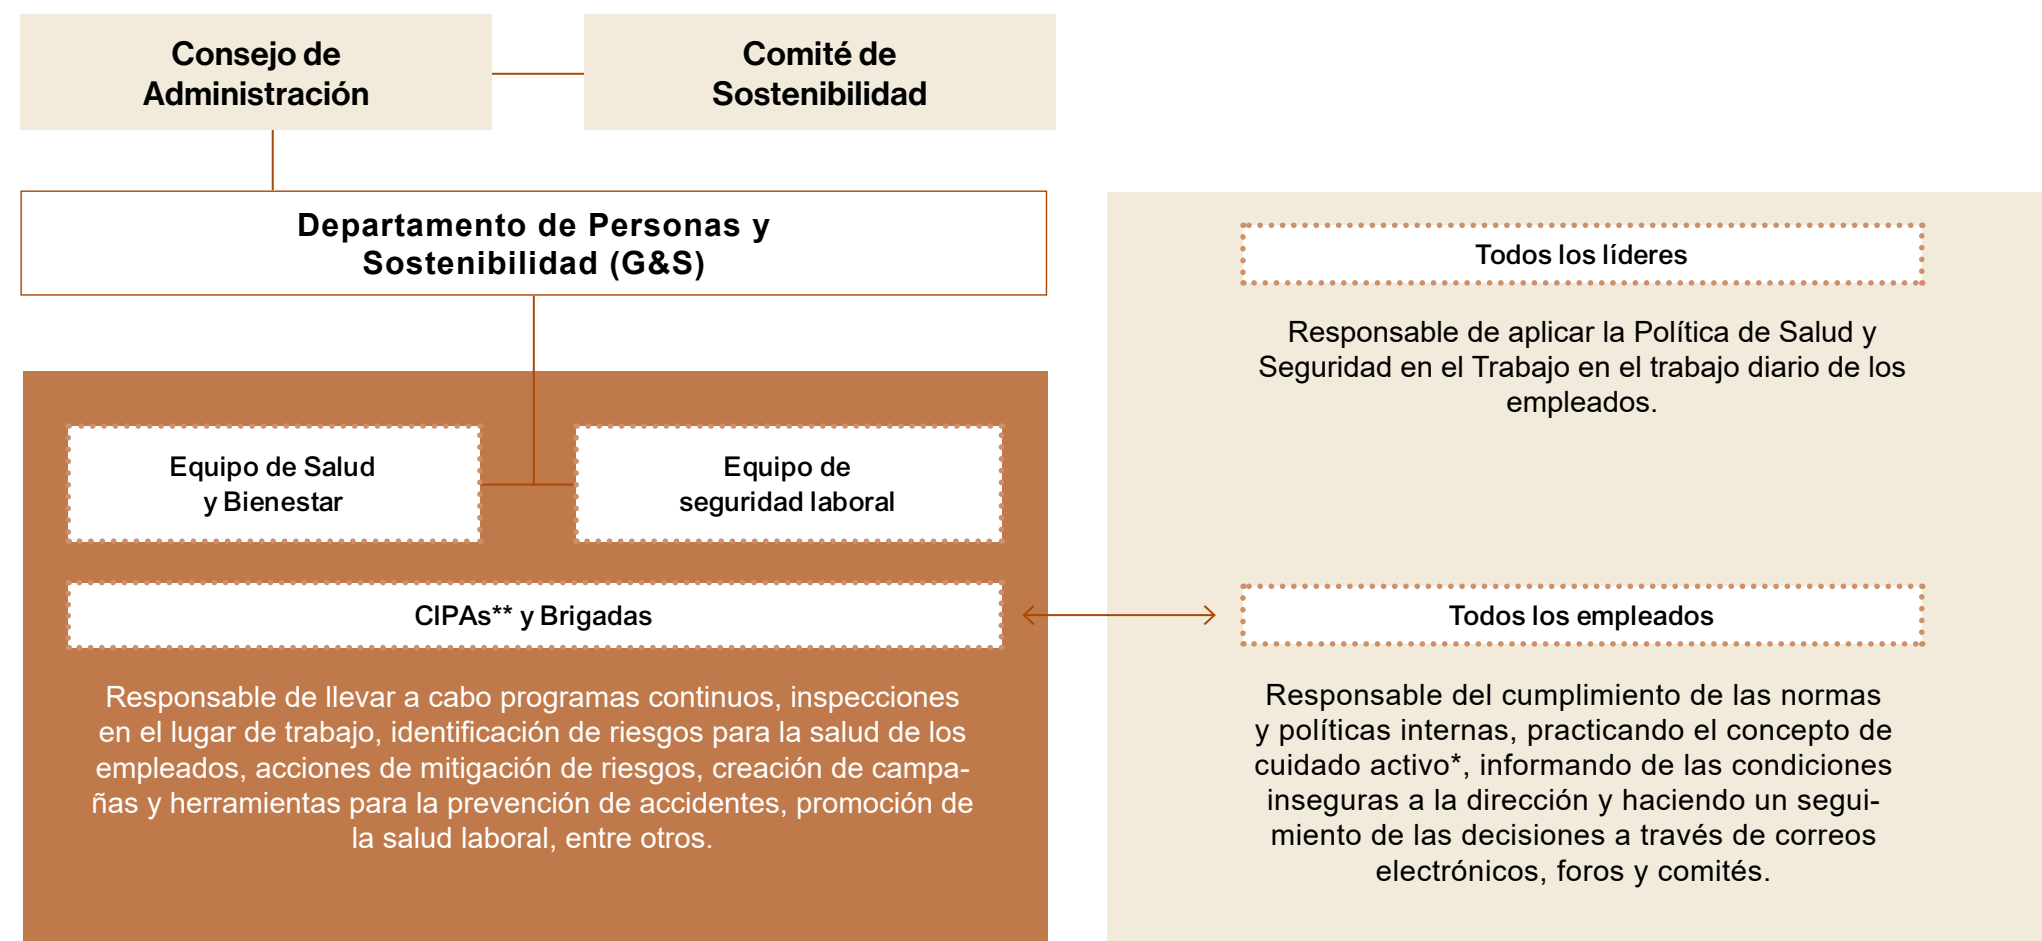 Consejo de
Administración
Comité de
Sostenibilidad
Departamento de Personas y
Sostenibilidad (G&S)
Equipo de Salud
y Bienestar
Equipo de
seguridad laboral
CIPAs** y Brigadas
Responsable de llevar a cabo programas continuos, inspecciones
en el lugar de trabajo, identificación de riesgos para la salud de los
empleados, acciones de mitigación de riesgos, creación de campa-
ñas y herramientas para la prevención de accidentes, promoción de
la salud laboral, entre otros.
Todos los líderes
Responsable de aplicar la Política de Salud y
Seguridad en el Trabajo en el trabajo diario de los
empleados.
Todos los empleados
Responsable del cumplimiento de las normas
y políticas internas, practicando el concepto de
cuidado activo*, informando de las condiciones
inseguras a la dirección y haciendo un segui-
miento de las decisiones a través de correos
electrónicos, foros y comités.